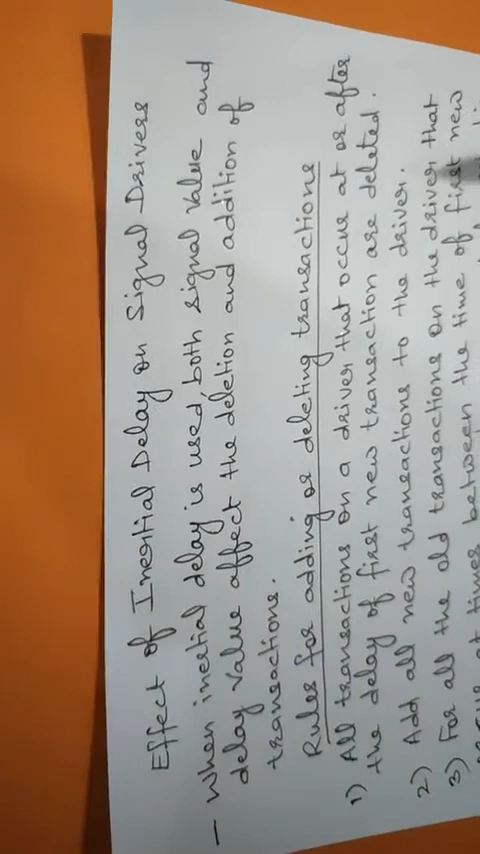 Effect of Inertial Delay on Signal Drivers
— When inertial delay is used, both signal value and
delay value affect the deletion and addition of
transactions.
Rules for adding or deleting transactions
1) All transactions on a driver that occur at or after
the delay of first new transaction are deleted.
2) Add all new transactions to the driver.
3) For all the old transactions on the driver that
at times between the time of first new